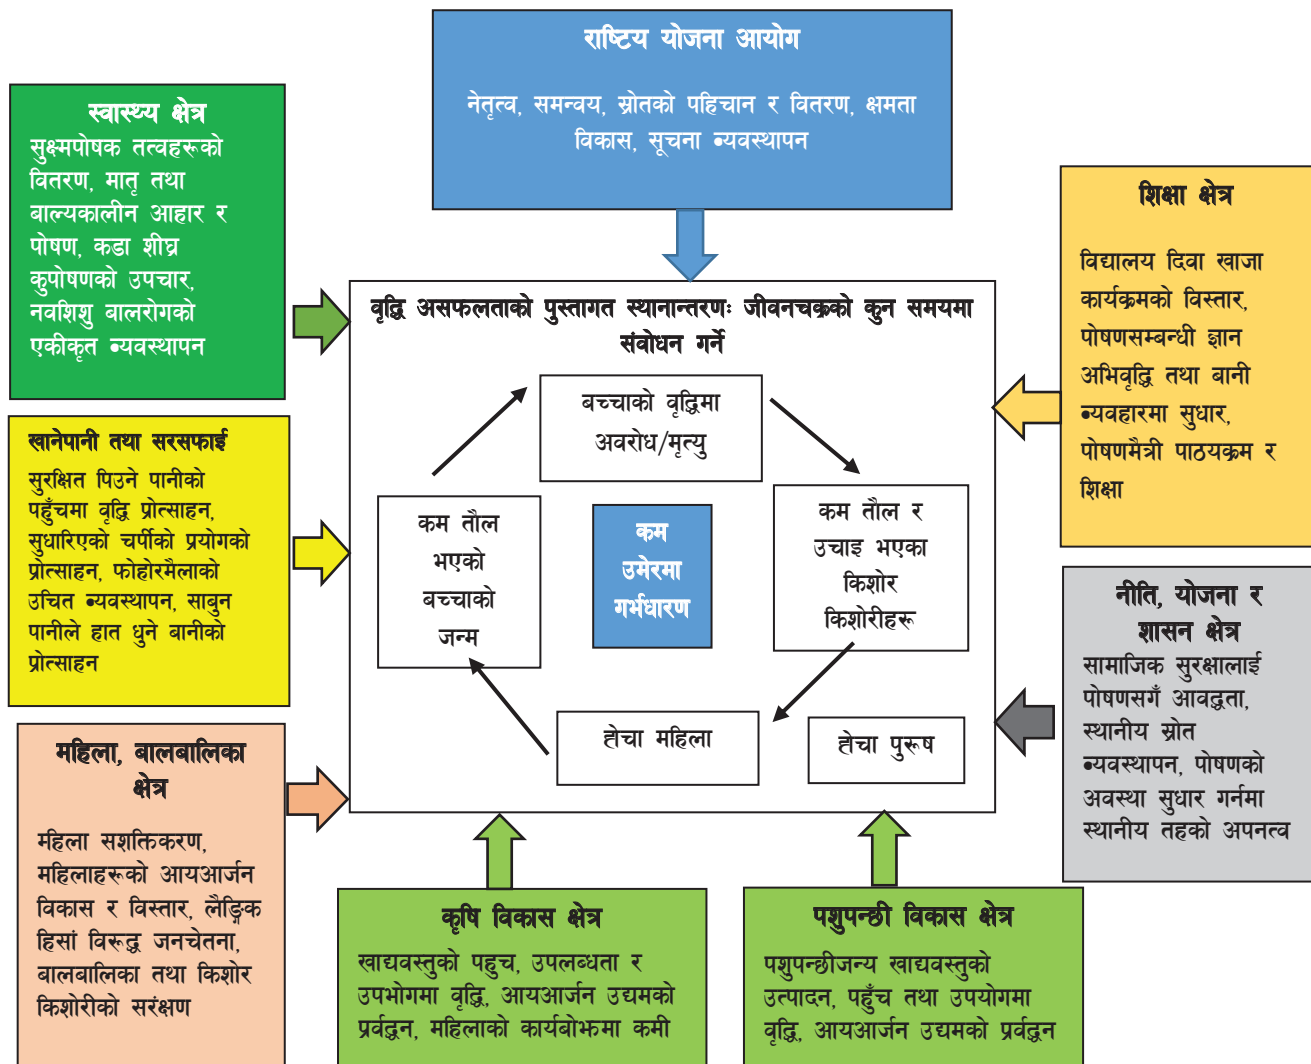 राष्टिय योजना आयोग
नेतृत्व, समन्वय, स्रोतको पहिचान र वितरण, क्षमता
विकास, सूचना ब्यवस्थापन
स्वास्थ्य क्षेत्र
सुक्ष्मपोषक तत्वहरूको
वितरण, मातृ तथा
बाल्यकालीन आहार र
पोषण, कडा शीघ्र
कुपोषणको उपचार,
नवशिशु बालरोगको
एकीकृत ब्यवस्थापन
शिक्षा क्षेत्र
विद्यालय दिवा खाजा
कार्यक्रमको विस्तार,
पोषणसम्बन्धी ज्ञान
अभिवृद्धि तथा बानी
ब्यवहारमा सुधार,
पोषणमैत्री पाठयक्रम र
शिक्षा
वृद्धि असफलताको पुस्तागत स्थानान्तरणः जीवनचक्रको कुन समयमा
संवोधन गर्ने
बच्चाको वृद्धिमा
अवरोध/मृत्यु
कम तौल
भएको
बच्चाको
जन्म
कम
उमेरमा
गर्भधारण
कम तौल र
उचाइ भएका
किशोर
किशोरीहरू
होचा महिला
होचा पुरूष
खानेपानी तथा सरसफाई
सुरक्षित पिउने पानीको
पहुँचमा वृद्धि प्रोत्साहन,
सुधारिएको चर्पीको प्रयोगको
प्रोत्साहन, फोहोरमैलाको
उचित ब्यवस्थापन, साबुन
पानीले हात धुने बानीको
प्रोत्साहन
नीति, योजना र
शासन क्षेत्र
सामाजिक सुरक्षालाई
पोषणसगँ आवद्धता,
स्थानीय स्रोत
ब्यवस्थापन, पोषणको
अवस्था सुधार गर्नमा
स्थानीय तहको अपनत्व
महिला, बालबालिका
क्षेत्र
महिला सशक्तिकरण,
महिलाहरूको आयआर्जन
विकास र विस्तार, लैङ्गिक
हिसां विरूद्ध जनचेतना,
बालबालिका तथा किशोर
किशोरीको सरंक्षण
कृषि विकास क्षेत्र
खाद्यवस्तुको पहुच, उपलब्धता र
उपभोगमा वृद्धि, आयआर्जन उद्यमको
प्रर्वद्धन, महिलाको कार्यबोझमा कमी
पशुपन्छी विकास क्षेत्र
पशुपन्छीजन्य खाद्यवस्तुको
उत्पादन, पहुँच तथा उपयोगमा
वृद्धि, आयआर्जन उद्यमको प्रर्वद्धन